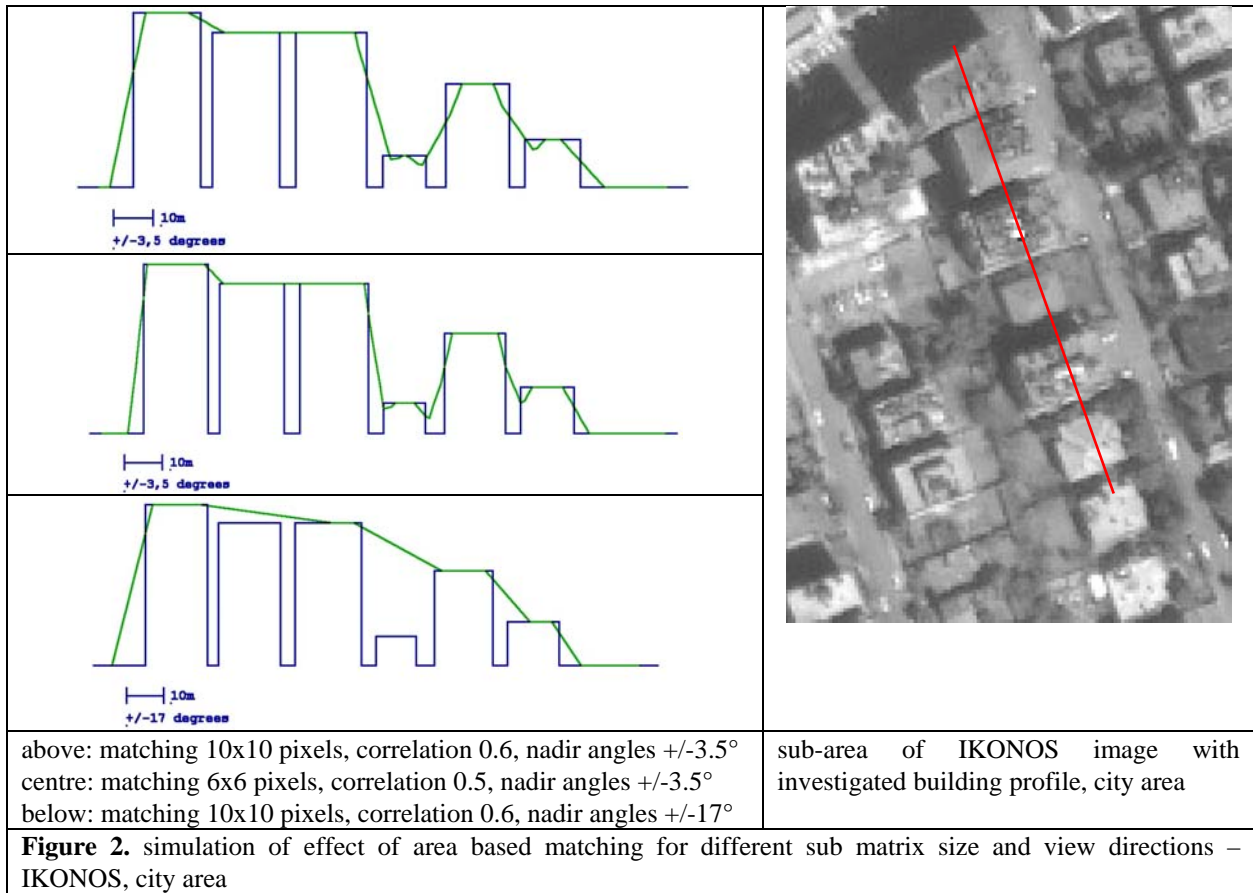 10m
+/-3,5 degrees
10m
+/-3,5 degrees
10m
+/-17 degrees
above: matching 10x10 pixels, correlation 0.6, nadir angles +/-3.5°
centre: matching 6x6 pixels, correlation 0.5, nadir angles +/-3.5°
below: matching 10x10 pixels, correlation 0.6, nadir angles +/-17°
sub-area of IKONOS image with
investigated building profile, city area
Figure 2. simulation of effect of area based matching for different sub matrix size and view directions –
IKONOS, city area